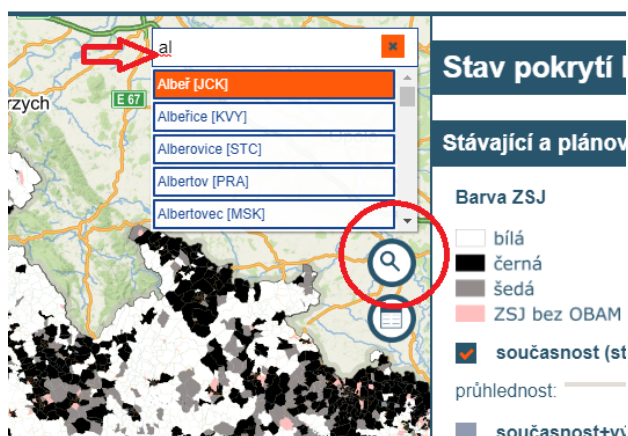 al
Albeř [JCK]
Albeřice [KVY]
Alberovice [STC]
Albertov [PRA]
Albertovec [MSK]
rzych
E 67
Stav pokrytí
Stávající a plánov
Barva ZSJ
bílá
černá
šedá
ZSJ bez OBAM
současnost (st
průhlednost:
současnost+vý